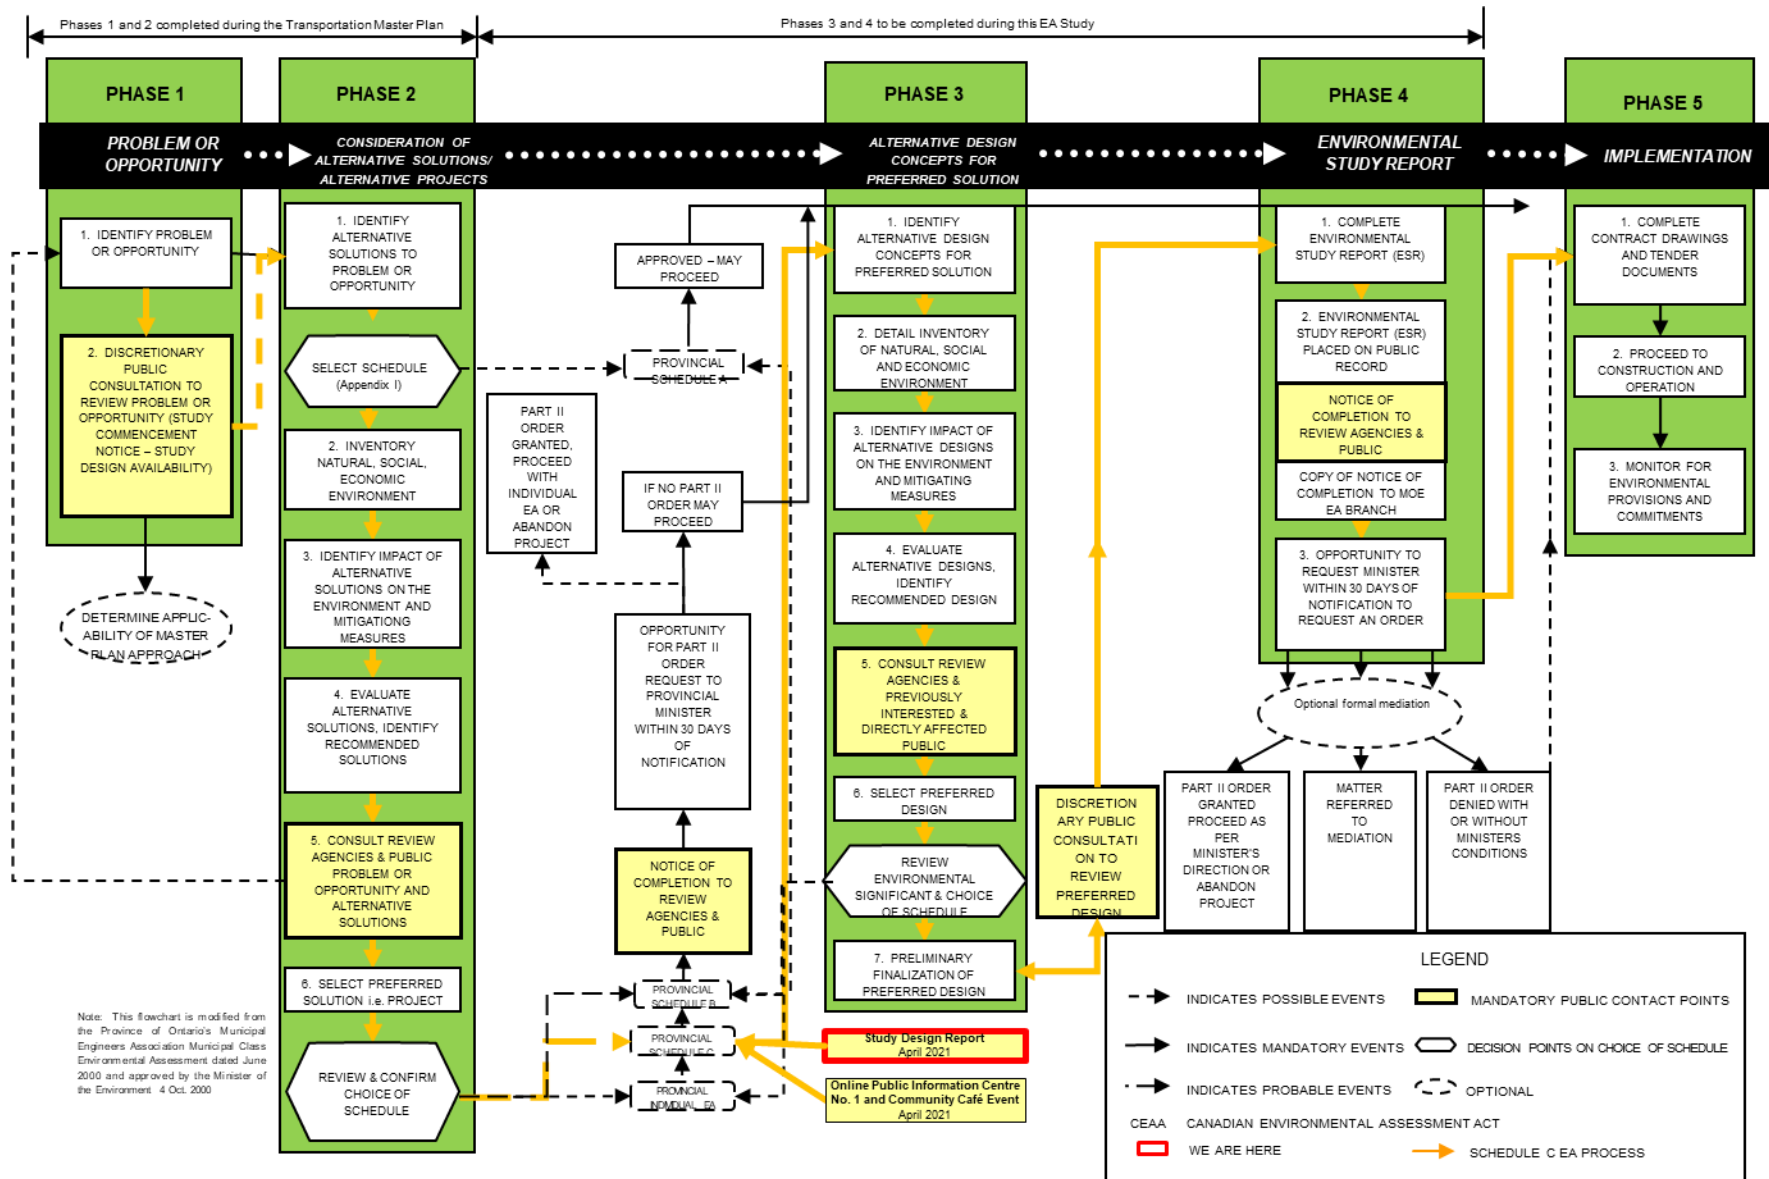 Phases 1 and 2 completed during the Transportation Master Plan
Phases 3 and 4 to be completed during this EA Study
PHASE 1
PHASE 2
PHASE 3
PHASE 4
PHASE 5
PROBLEM OR
OPPORTUNITY
CONSIDERATION OF
ALTERNATIVE SOLUTIONS/
ALTERNATIVE PROJECTS
ALTERNATIVE DESIGN
CONCEPTS FOR
PREFERRED SOLUTION
ENVIRONMENTAL
STUDY REPORT
IMPLEMENTATION
1. IDENTIFY PROBLEM
OR OPPORTUNITY
2. DISCRETIONARY
PUBLIC
CONSULTATION TO
REVIEW PROBLEM OR
OPPORTUNITY (STUDY
COMMENCEMENT
NOTICE – STUDY
DESIGN AVAILABILITY)
DETERMINE APPLIC-
ABILITY OF MASTER
PLAN APPROACH
Note: This flowchart is modified from
the Province of Ontario's Municipal
Engineers Association Municipal Class
Environmental Assessment dated June
2000 and approved by the Minister of
the Environment 4 Oct. 2000
1. IDENTIFY
ALTERNATIVE
SOLUTIONS TO
PROBLEM OR
OPPORTUNITY
SELECT SCHEDULE
(Appendix I)
2. INVENTORY
NATURAL, SOCIAL,
ECONOMIC
ENVIRONMENT
3. IDENTIFY IMPACT OF
ALTERNATIVE
SOLUTIONS ON THE
ENVIRONMENT AND
MITIGATIONG
MEASURES
4. EVALUATE
ALTERNATIVE
SOLUTIONS, IDENTIFY
RECOMMENDED
SOLUTIONS
5. CONSULT REVIEW
AGENCIES & PUBLIC
PROBLEM OR
OPPORTUNITY AND
ALTERNATIVE
SOLUTIONS
6. SELECT PREFERRED
SOLUTION i.e. PROJECT
REVIEW & CONFIRM
CHOICE OF
SCHEDULE
APPROVED – MAY
PROCEED
PROVINCIAL
SCHEDULE A
PART II
ORDER
GRANTED,
PROCEED
WITH
INDIVIDUAL
EA OR
ABANDON
PROJECT
IF NO PART II
ORDER MAY
PROCEED
OPPORTUNITY
FOR PART II
ORDER
REQUEST TO
PROVINCIAL
MINISTER
WITHIN 30 DAYS
OF
NOTIFICATION
NOTICE OF
COMPLETION TO
REVIEW
AGENCIES &
PUBLIC
PROVINCIAL
SCHEDULE B
PROVINCIAL
SCHEDULE C
PROVINCIAL
INDIVIDUAL EA
1. IDENTIFY
ALTERNATIVE DESIGN
CONCEPTS FOR
PREFERRED SOLUTION
2. DETAIL INVENTORY
OF NATURAL, SOCIAL
AND ECONOMIC
ENVIRONMENT
3. IDENTIFY IMPACT OF
ALTERNATIVE DESIGNS
ON THE ENVIRONMENT
AND MITIGATING
MEASURES
4. EVALUATE
ALTERNATIVE DESIGNS,
IDENTIFY
RECOMMENDED DESIGN
5. CONSULT REVIEW
AGENCIES &
PREVIOUSLY
INTERESTED &
DIRECTLY AFFECTED
PUBLIC
6. SELECT PREFERRED
DESIGN
REVIEW
ENVIRONMENTAL
SIGNIFICANT & CHOICE
OF SCHEDULE
7. PRELIMINARY
FINALIZATION OF
PREFERRED DESIGN
Study Design Report
April 2021
Online Public Information Centre
No. 1 and Community Café Event
April 2021
DISCRETION
ARY PUBLIC
CONSULTATI
ON TO
REVIEW
PREFERRED
DESIGN
1. COMPLETE
ENVIRONMENTAL
STUDY REPORT (ESR)
2. ENVIRONMENTAL
STUDY REPORT (ESR)
PLACED ON PUBLIC
RECORD
NOTICE OF
COMPLETION TO
REVIEW AGENCIES &
PUBLIC
COPY OF NOTICE OF
COMPLETION TO MOE
EA BRANCH
3. OPPORTUNITY TO
REQUEST MINISTER
WITHIN 30 DAYS OF
NOTIFICATION TO
REQUEST AN ORDER
Optional formal mediation
PART II ORDER
GRANTED
PROCEED AS
PER
MINISTER'S
DIRECTION OR
ABANDON
PROJECT
MATTER
REFERRED
TO
MEDIATION
PART II ORDER
DENIED WITH
OR WITHOUT
MINISTERS
CONDITIONS
1. COMPLETE
CONTRACT DRAWINGS
AND TENDER
DOCUMENTS
2. PROCEED TO
CONSTRUCTION AND
OPERATION
3. MONITOR FOR
ENVIRONMENTAL
PROVISIONS AND
COMMITMENTS
LEGEND
INDICATES POSSIBLE EVENTS
MANDATORY PUBLIC CONTACT POINTS
INDICATES MANDATORY EVENTS
DECISION POINTS ON CHOICE OF SCHEDULE
INDICATES PROBABLE EVENTS
OPTIONAL
CEAA CANADIAN ENVIRONMENTAL ASSESSMENT ACT
WE ARE HERE
SCHEDULE C EA PROCESS